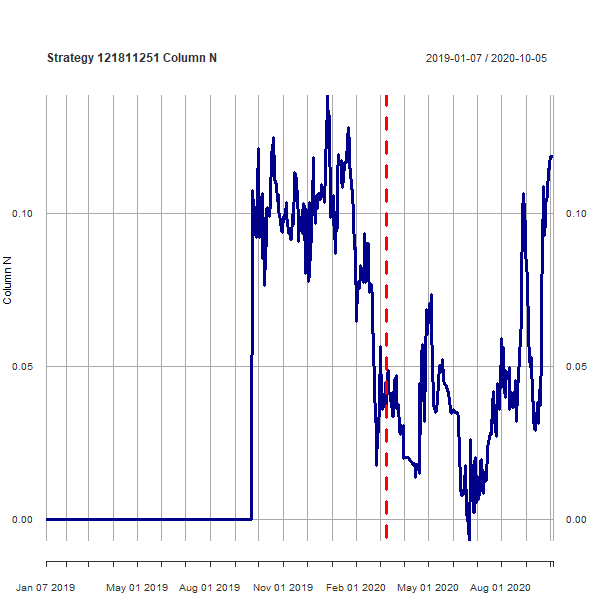 Strategy 121811251 Column N
2019-01-07 / 2020-10-05
Column N
0.10
0.10
0.05
0.05
0.00
0.00
Jan 07 2019
May 01 2019
Aug 01 2019
Nov 01 2019
Feb 01 2020
May 01 2020
Aug 01 2020